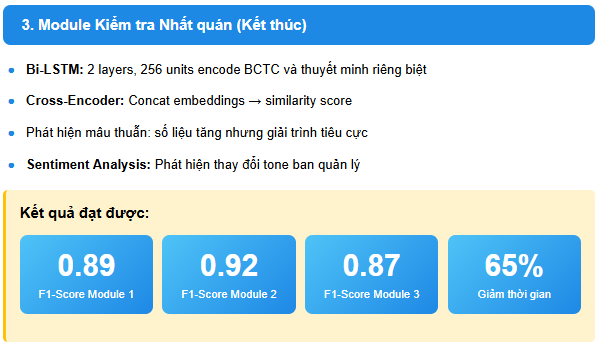 3. Module Kiểm tra Nhất quán (Kết thúc)
Bi-LSTM: 2 layers, 256 units encode BCTC và thuyết minh riêng biệt
Cross-Encoder: Concat embeddings → similarity score
Phát hiện mâu thuẫn: số liệu tăng nhưng giải trình tiêu cực
Sentiment Analysis: Phát hiện thay đổi tone ban quản lý
Kết quả đạt được:
0.89 0.92 0.87 65%
F1-Score Module 1 F1-Score Module 2 F1-Score Module 3 Giảm thời gian